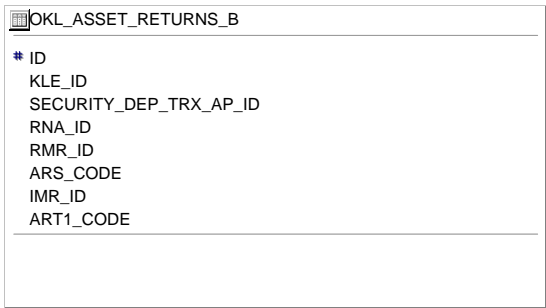 OKL_ASSET_RETURNS_B
# ID
KLE_ID
SECURITY_DEP_TRX_AP_ID
RNA_ID
RMR_ID
ARS_CODE
IMR_ID
ART1_CODE